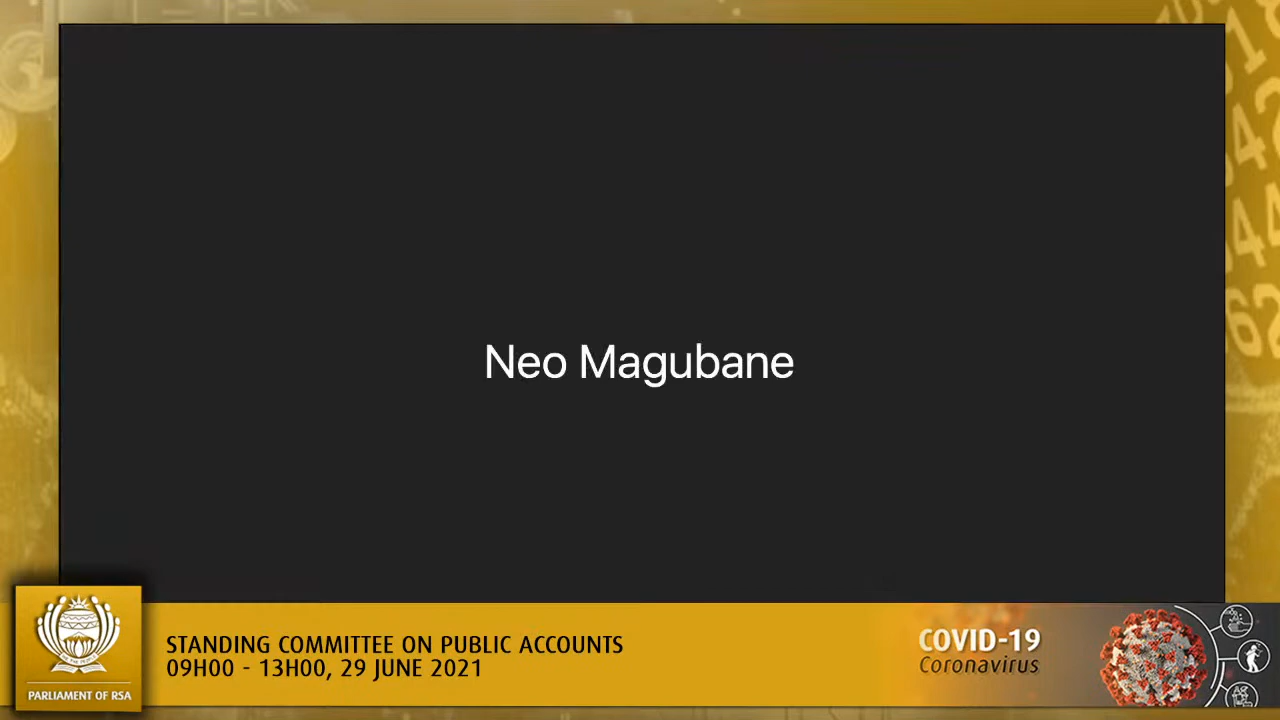 Neo Magubane
STANDING COMMITTEE ON PUBLIC ACCOUNTS
09H00 - 13H00, 29 JUNE 2021
PARLIAMENT OF RSA
COVID-19
Coronavirus